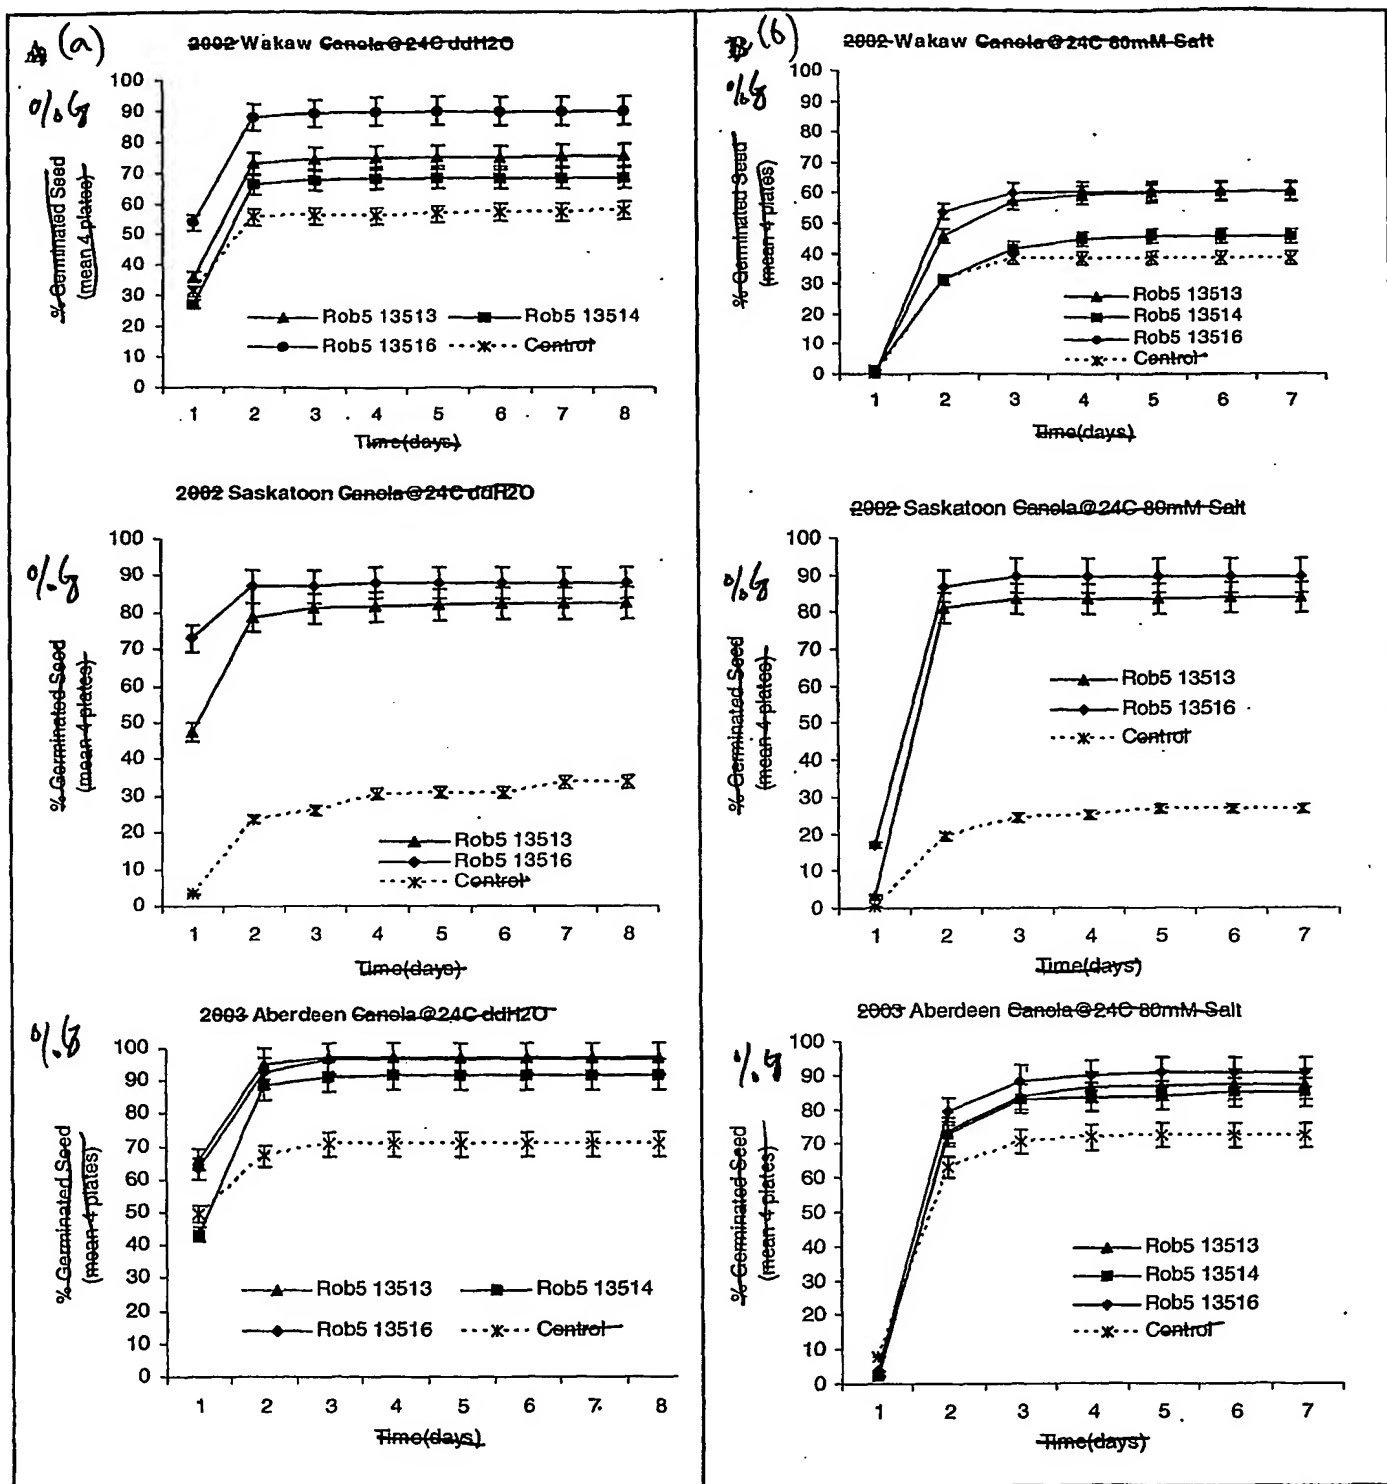 A (a)
2002 Wakaw Canola@24C ddH2O
%G
% Germinated Seed
(mean 4 plates)
100
90
80
70
60
50
40
30
20
10
0
Rob5 13513
Rob5 13514
Rob5 13516
Control
1 2 3 4 5 6 7 8
Time(days)
2002 Saskatoon Canola@24C ddH2O
%G
% Germinated Seed
(mean 4 plates)
100
90
80
70
60
50
40
30
20
10
0
Rob5 13513
Rob5 13516
Control
1 2 3 4 5 6 7 8
Time(days)
2003 Aberdeen Canola@24C ddH2O
%G
% Germinated Seed
(mean 4 plates)
100
90
80
70
60
50
40
30
20
10
0
Rob5 13513
Rob5 13514
Rob5 13516
Control
1 2 3 4 5 6 7 8
Time(days)
B (b)
2002 Wakaw Canola@24C 80mM Salt
%G
% Germinated Seed
(mean 4 plates)
100
90
80
70
60
50
40
30
20
10
0
Rob5 13513
Rob5 13514
Rob5 13516
Control
1 2 3 4 5 6 7
Time(days)
2002 Saskatoon Canola@24C 80mM Salt
%G
% Germinated Seed
(mean 4 plates)
100
90
80
70
60
50
40
30
20
10
0
Rob5 13513
Rob5 13516
Control
1 2 3 4 5 6 7
Time(days)
2003 Aberdeen Canola@24C 80mM Salt
%G
% Germinated Seed
(mean 4 plates)
100
90
80
70
60
50
40
30
20
10
0
Rob5 13513
Rob5 13514
Rob5 13516
Control
1 2 3 4 5 6 7
Time(days)